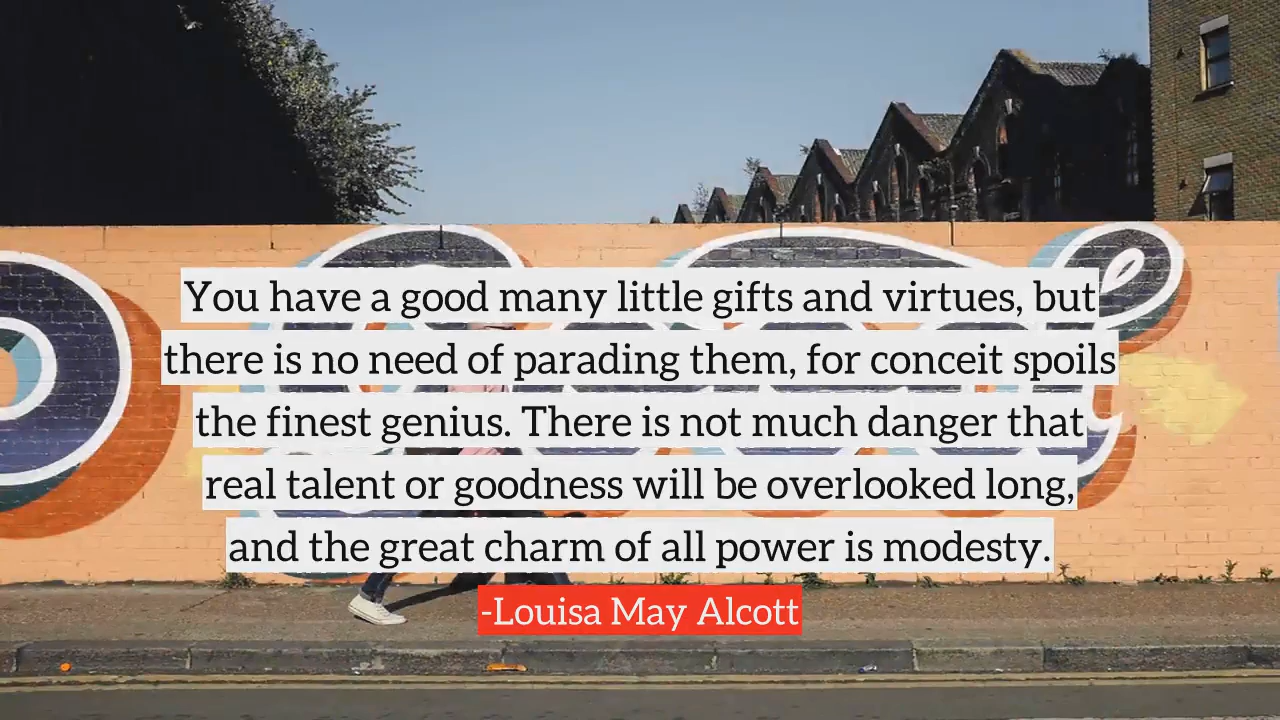 You have a good many little gifts and virtues, but
there is no need of parading them, for conceit spoils
the finest genius. There is not much danger that
real talent or goodness will be overlooked long,
and the great charm of all power is modesty.
-Louisa May Alcott